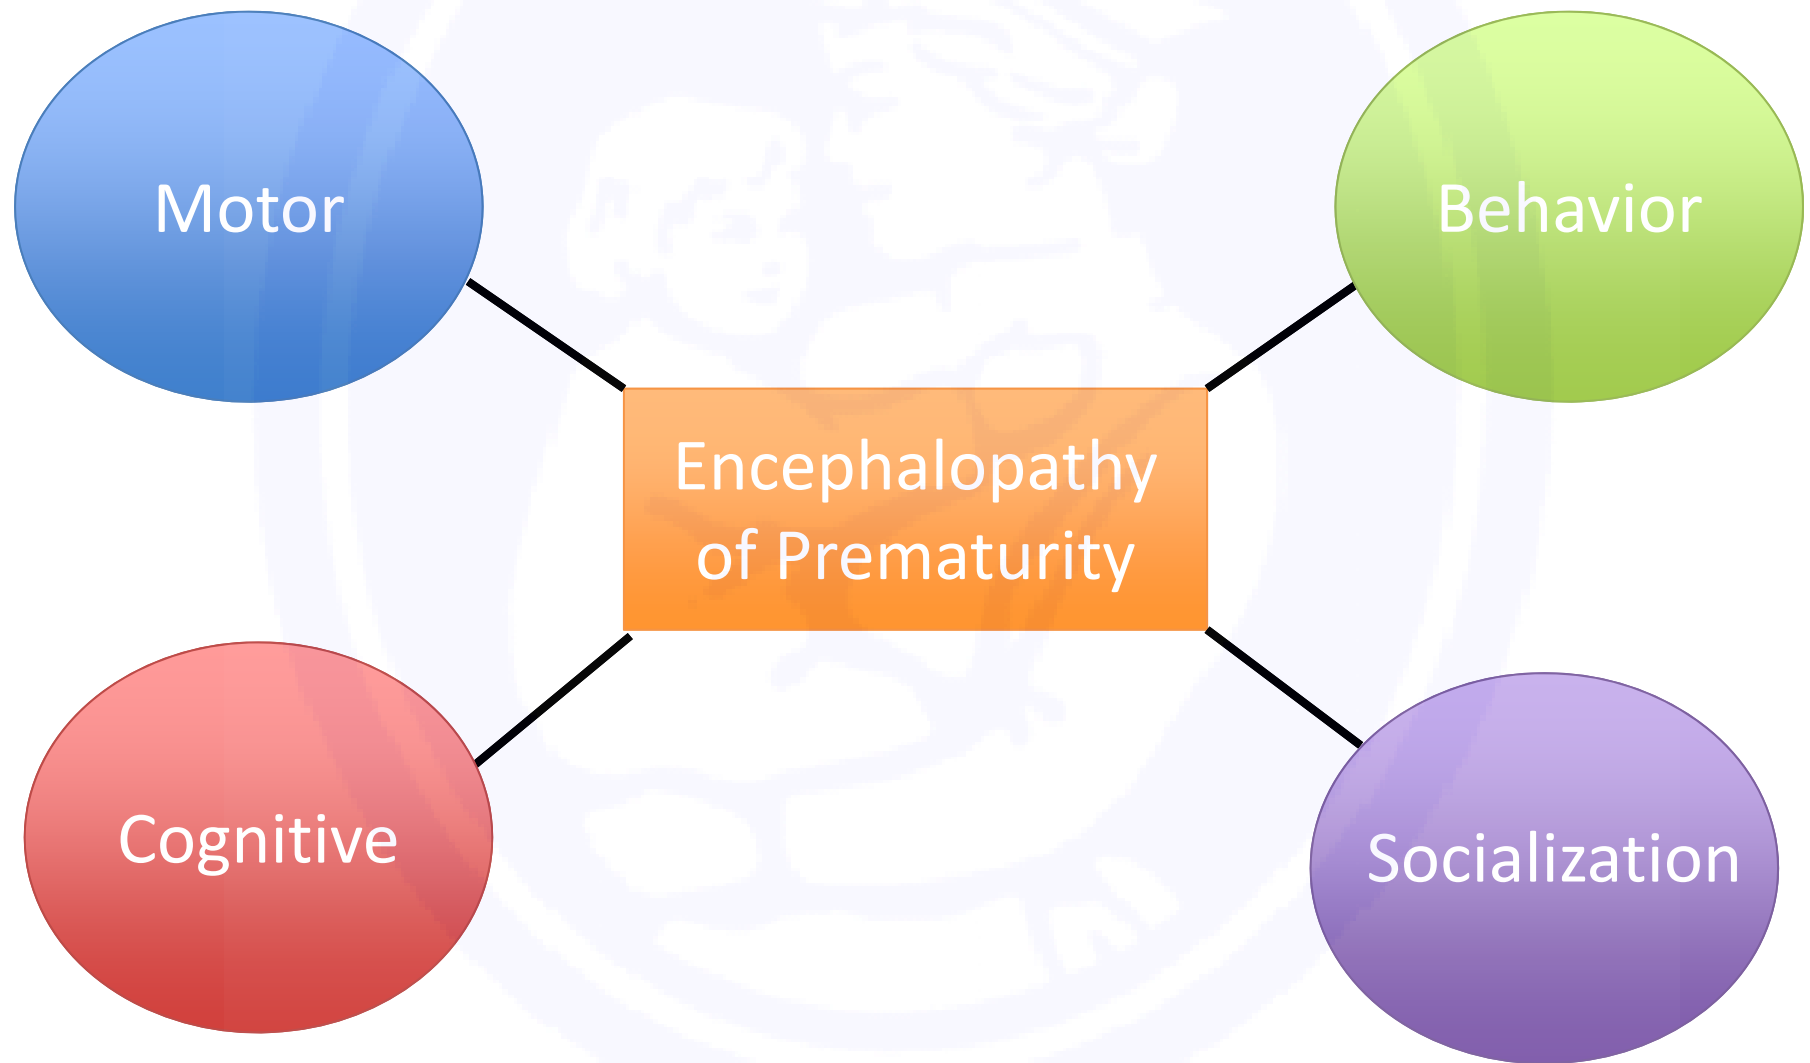 Motor
Behavior
Encephalopathy
of Prematurity
Cognitive
Socialization